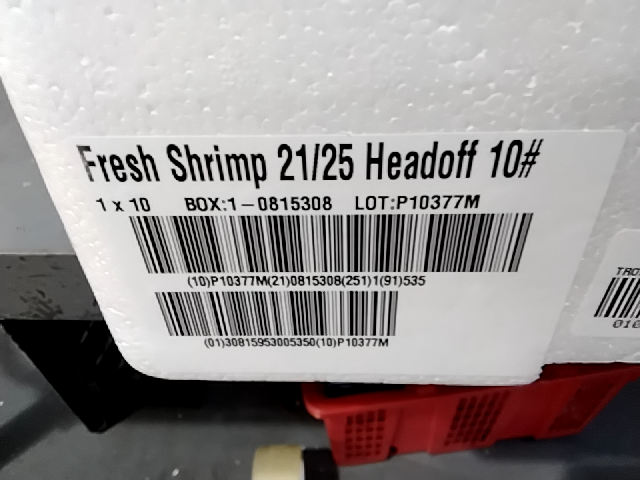 Fresh Shrimp 21/25 Headoff 10#
1 x 10 BOX:1-0815308 LOT:P10377M
(10)P10377M(21)0815308(251)1(91)535
(01)30815953005350(10)P10377M